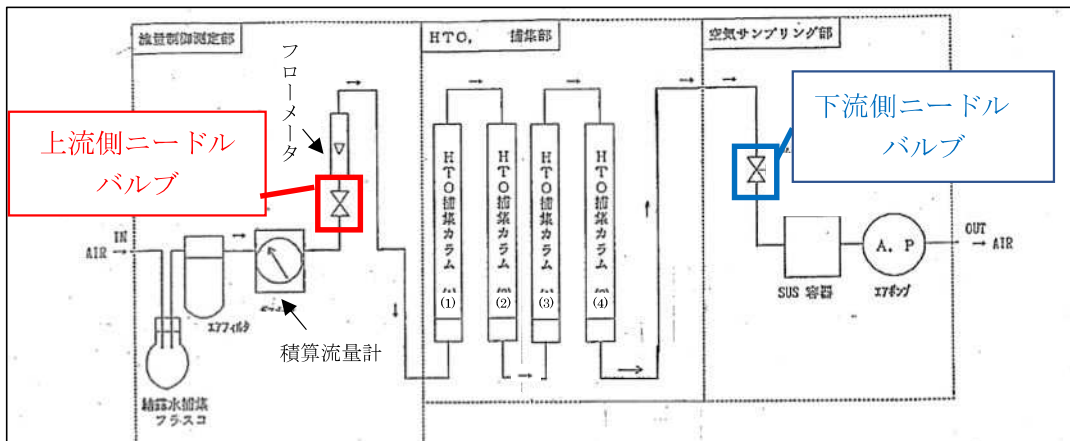 流量制御測定部
HTO, 捕集部
空気サンプリング部
フローメータ
上流側ニードル
バルブ
下流側ニードル
バルブ
IN
AIR
エアフィルタ
積算流量計
結露水捕集
フラスコ
HTO捕集カラム
(1)
HTO捕集カラム
(2)
HTO捕集カラム
(3)
HTO捕集カラム
(4)
SUS 容器
A. P
エアポンプ
OUT
AIR